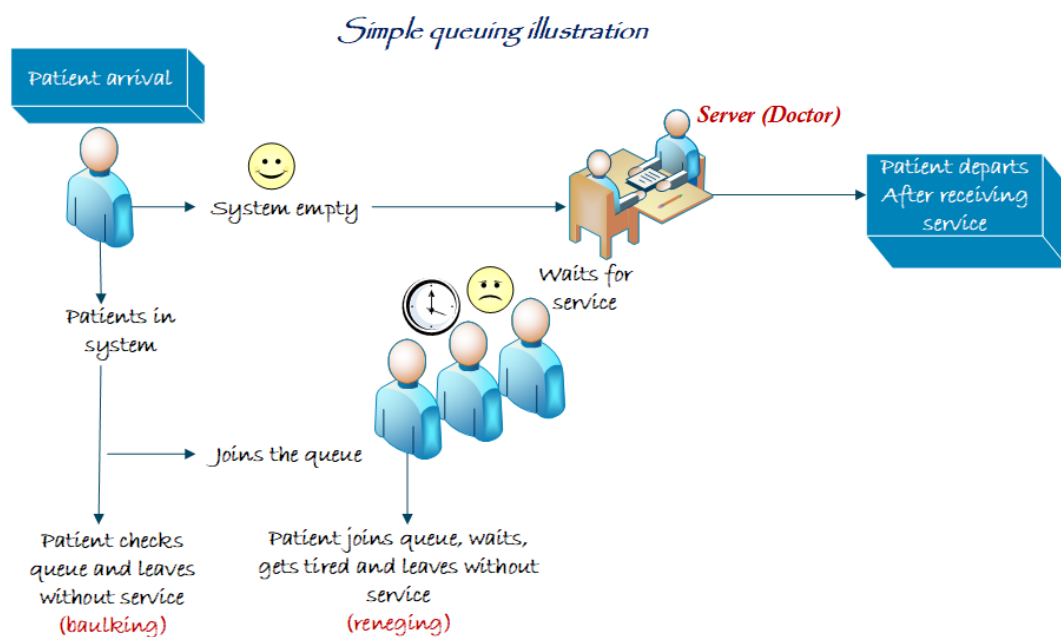 Simple queuing illustration
Patient arrival
Server (Doctor)
System empty
Patient departs
After receiving
service
Waits for
service
Patients in
system
Joins the queue
Patient checks
queue and leaves
without service
(baulking)
Patient joins queue, waits,
gets tired and leaves without
service
(reneging)